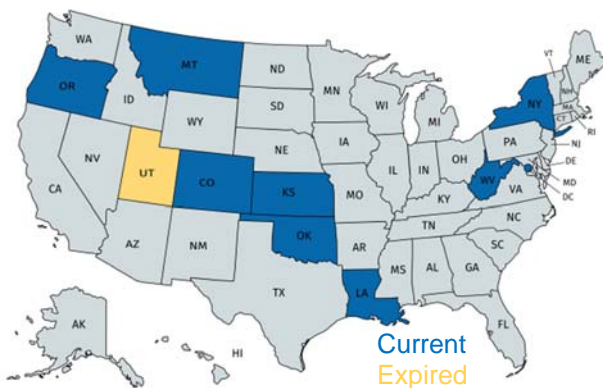 WA
MT
ND
MN
VT
ME
OR
ID
SD
WI
MI
NY
NH
MA
CT
RI
WY
IA
PA
NJ
NE
NV
UT
CO
IL
IN
OH
DE
CA
KS
MO
WV
VA
MD
DC
KY
NC
AZ
NM
OK
AR
TN
SC
TX
LA
MS
AL
GA
AK
HI
FL
Current
Expired